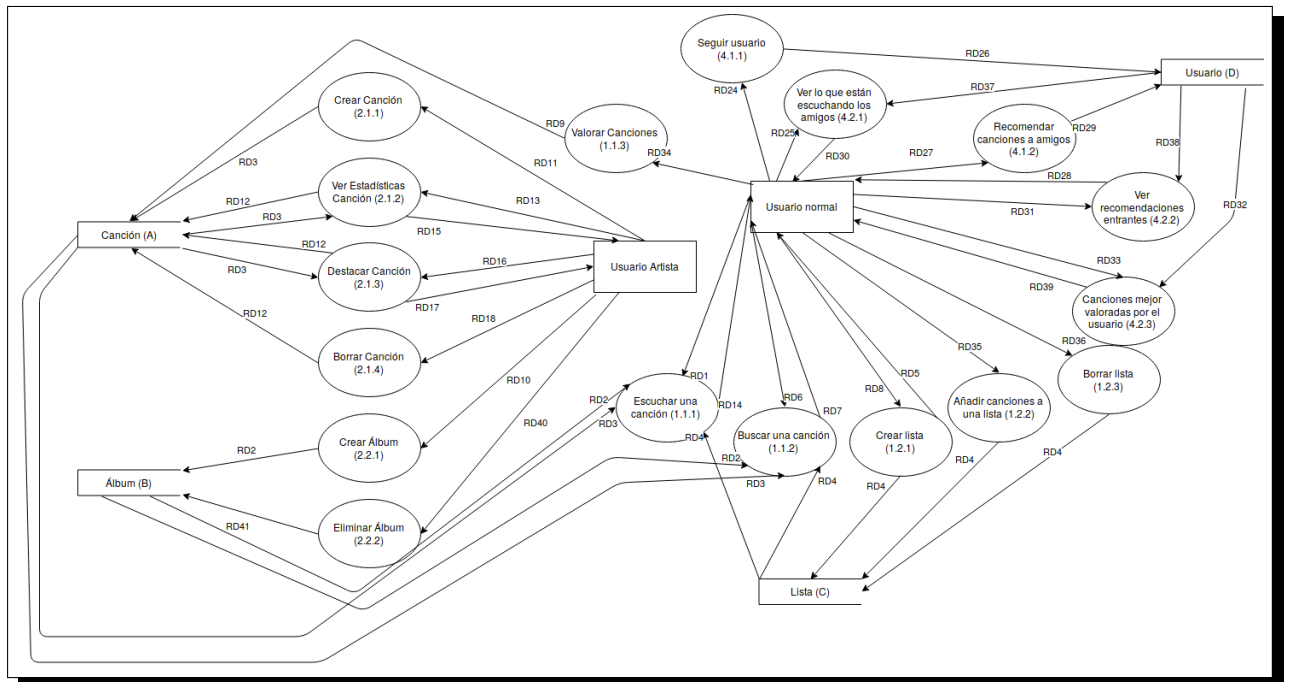 Seguir usuario
(4.1.1)
RD26
Usuario (D)
RD24
Ver lo que están
escuchando los
amigos (4.2.1)
RD37
Crear Canción
(2.1.1)
RD9
Valorar Canciones
(1.1.3)
RD34
RD25
RD30
Recomendar
canciones a amigos
(4.1.2)
RD29
RD38
RD27
RD28
RD3
RD11
Ver Estadísticas
Canción (2.1.2)
RD12
RD13
RD3
RD15
Usuario normal
RD31
Ver
recomendaciones
entrantes (4.2.2)
RD32
Canción (A)
RD12
RD3
Destacar Canción
(2.1.3)
RD16
RD17
Usuario Artista
RD33
RD39
Canciones mejor
valoradas por el
usuario (4.2.3)
RD12
RD18
Borrar Canción
(2.1.4)
RD36
RD35
Borrar lista
(1.2.3)
RD10
RD1
RD2
RD3
Escuchar una
canción (1.1.1)
RD14
RD4
RD6
RD7
RD8
RD5
Añadir canciones a
una lista (1.2.2)
RD40
Buscar una canción
(1.1.2)
Crear lista
(1.2.1)
RD2
Crear Álbum
(2.2.1)
RD2
RD3
RD4
RD4
RD4
RD4
Álbum (B)
RD41
Eliminar Álbum
(2.2.2)
Lista (C)